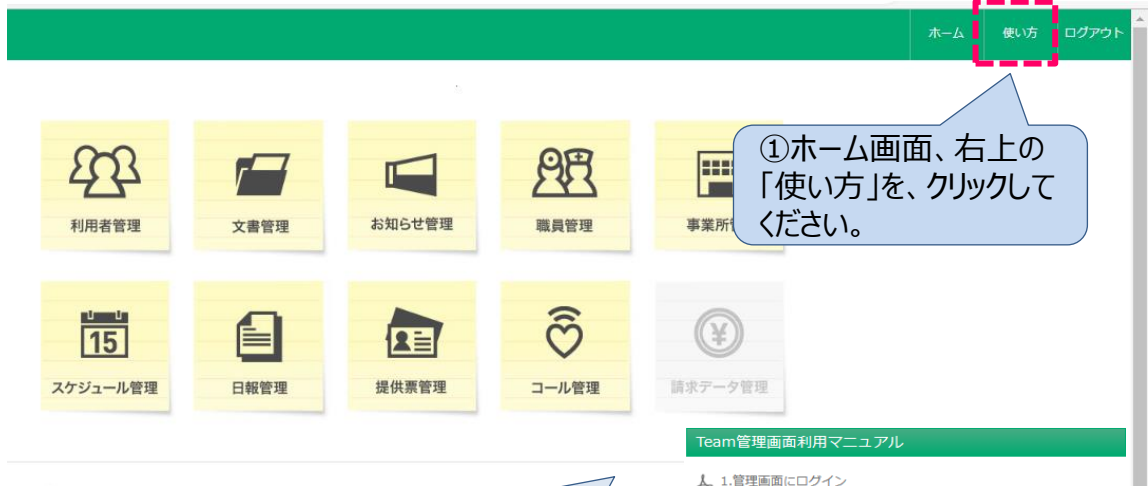 ホーム 使い方 ログアウト
①ホーム画面、右上の
「使い方」を、クリックして
ください。
利用者管理 文書管理 お知らせ管理 職員管理 事業所
15
スケジュール管理 日報管理 提供票管理 コール管理 請求データ管理
Team管理画面利用マニュアル
1.管理画面にログイン